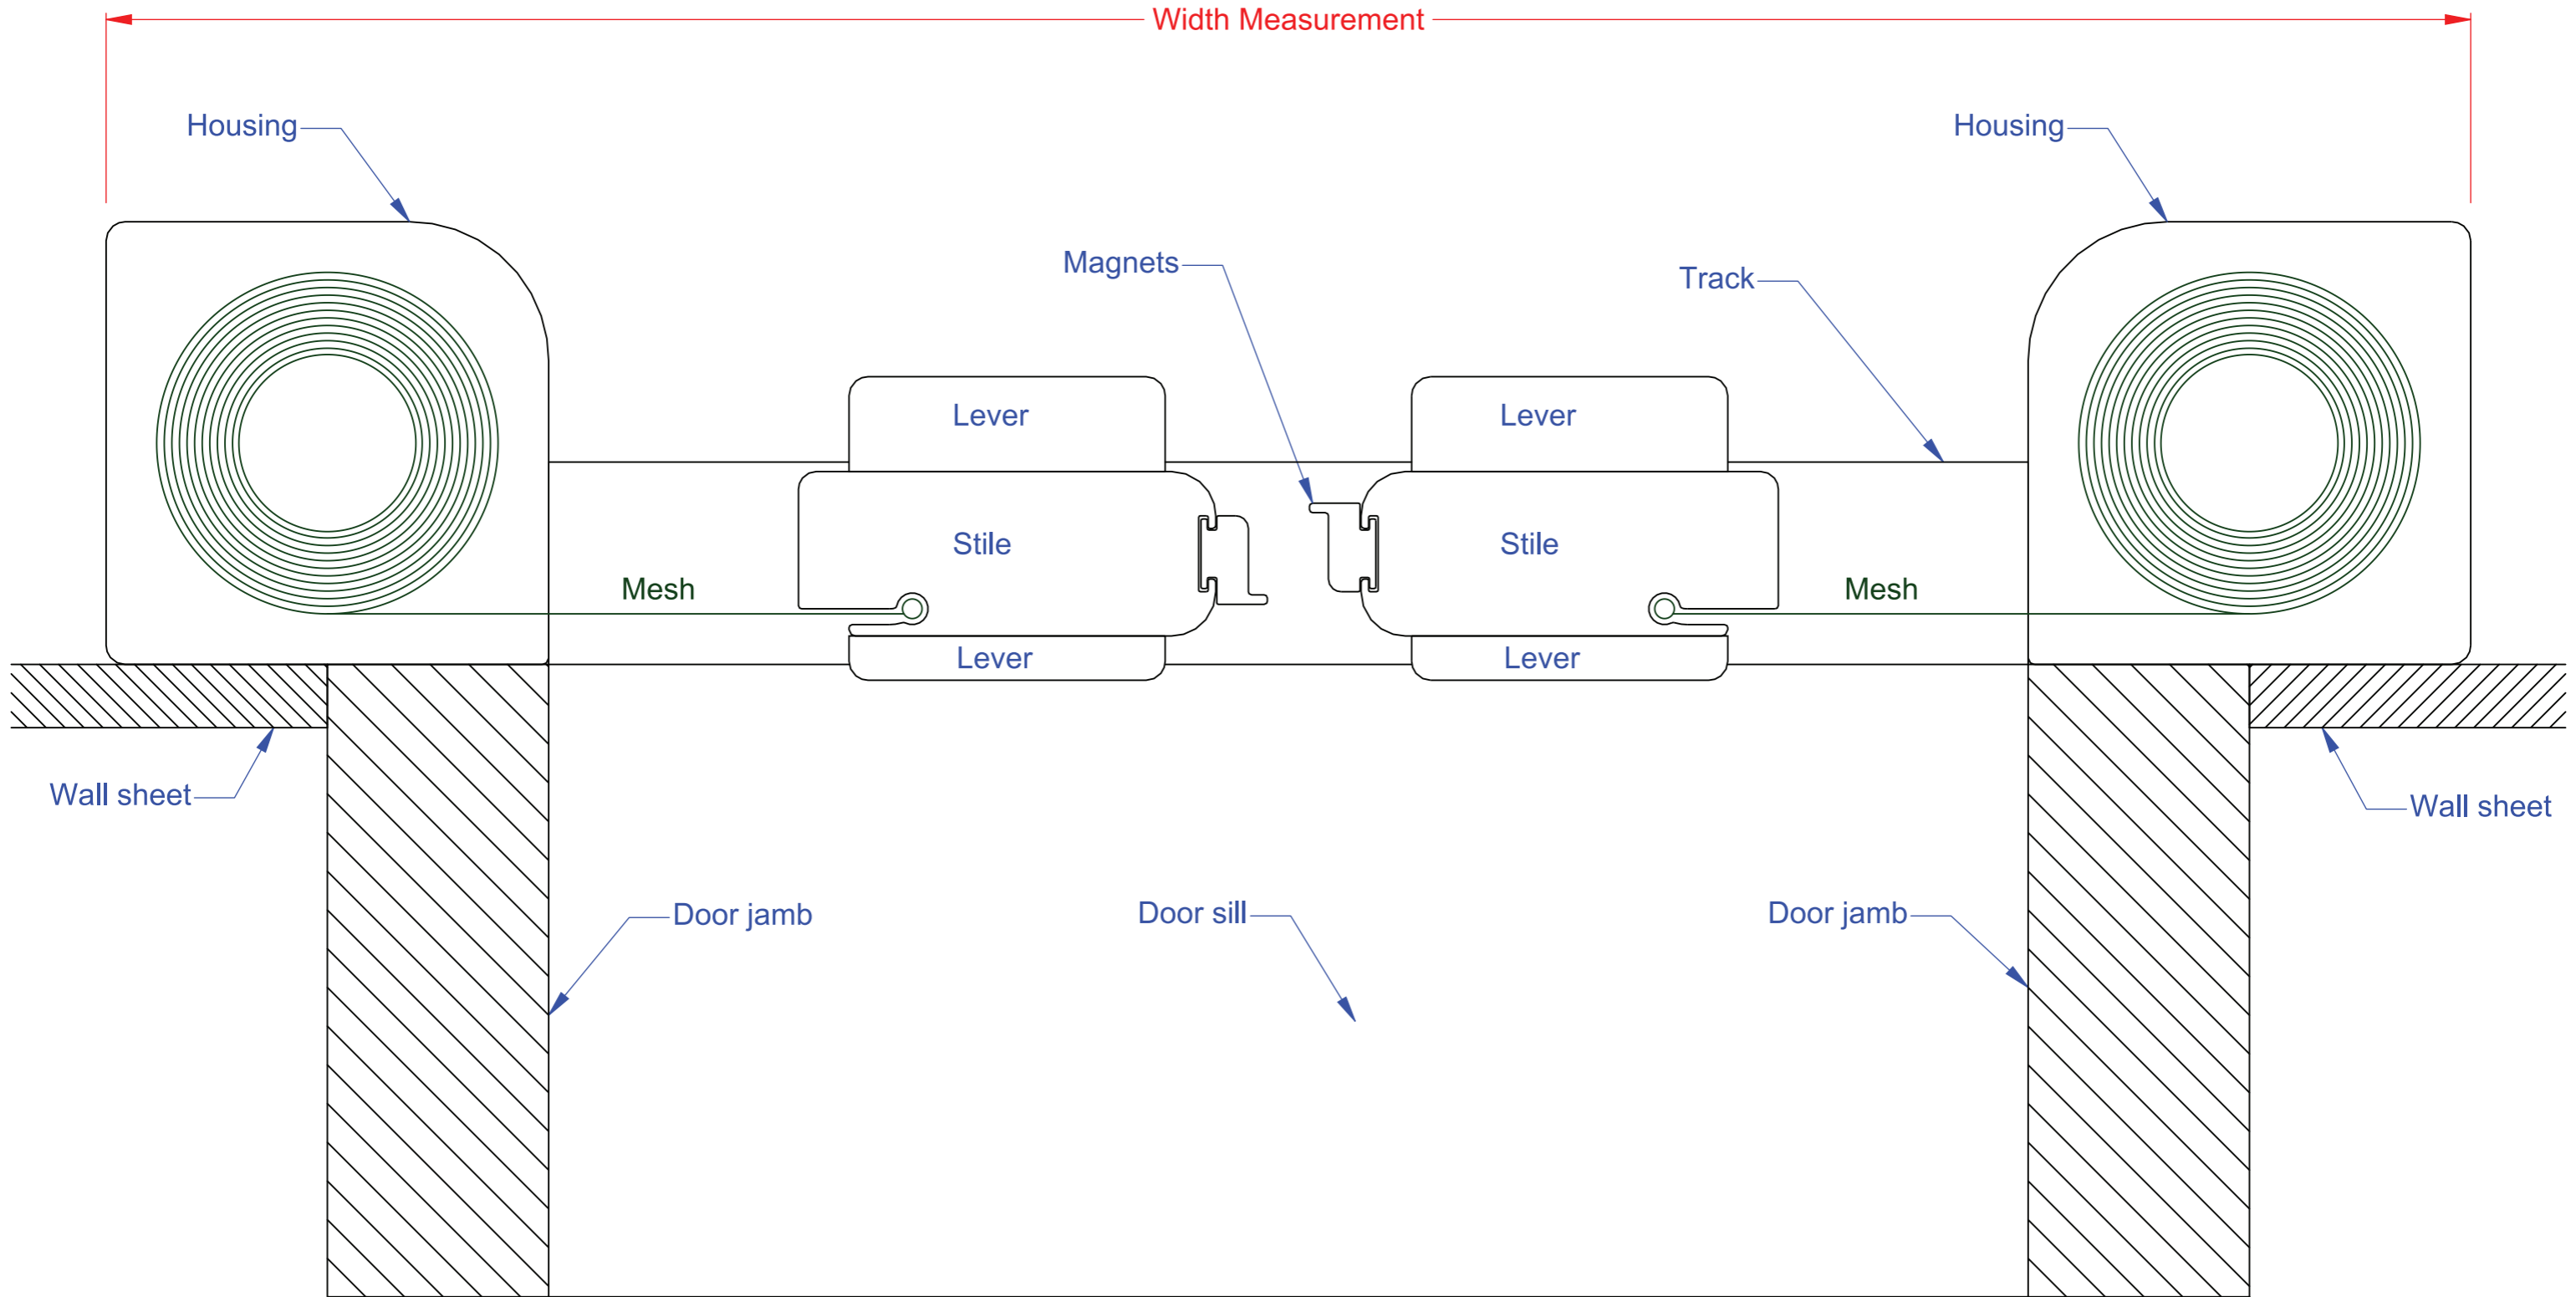 Width Measurement
Housing
Housing
Magnets
Track
Lever
Lever
Stile
Stile
Mesh
Mesh
Lever
Lever
Wall sheet
Wall sheet
Door jamb
Door sill
Door jamb